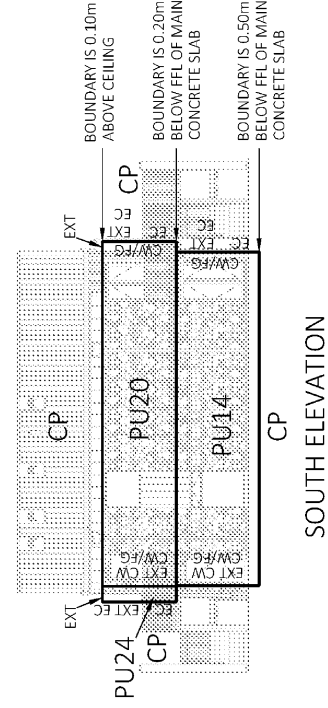 BOUNDARY IS 0.10m
ABOVE CEILING
BOUNDARY IS 0.20m
BELOW FFL OF MAIN
CONCRETE SLAB
BOUNDARY IS 0.50m
BELOW FFL OF MAIN
CONCRETE SLAB
EXT
EXT
CP
CP
EC
EXT
EC
CW/FG
PU20
EXT CW
CW/FG
EC EXT EC
PU24
CP
EC
EXT
EC
CW/FG
PU14
EXT CW
CW/FG
CP
SOUTH ELEVATION